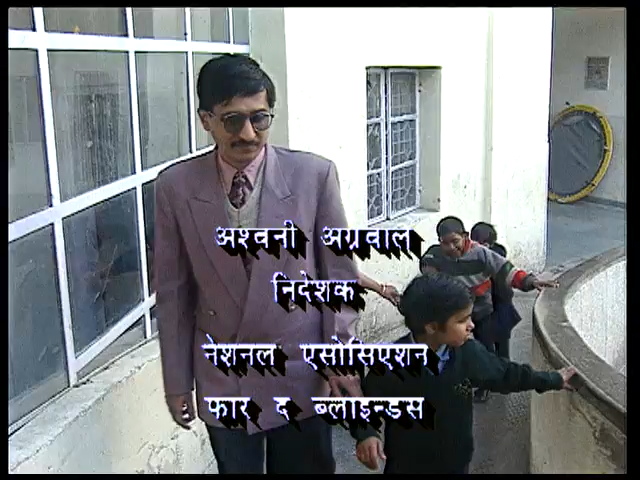 अश्वनी अग्रवाल
निदेशक
नेशनल एसोसिएशन
फार द ब्लाइन्डस